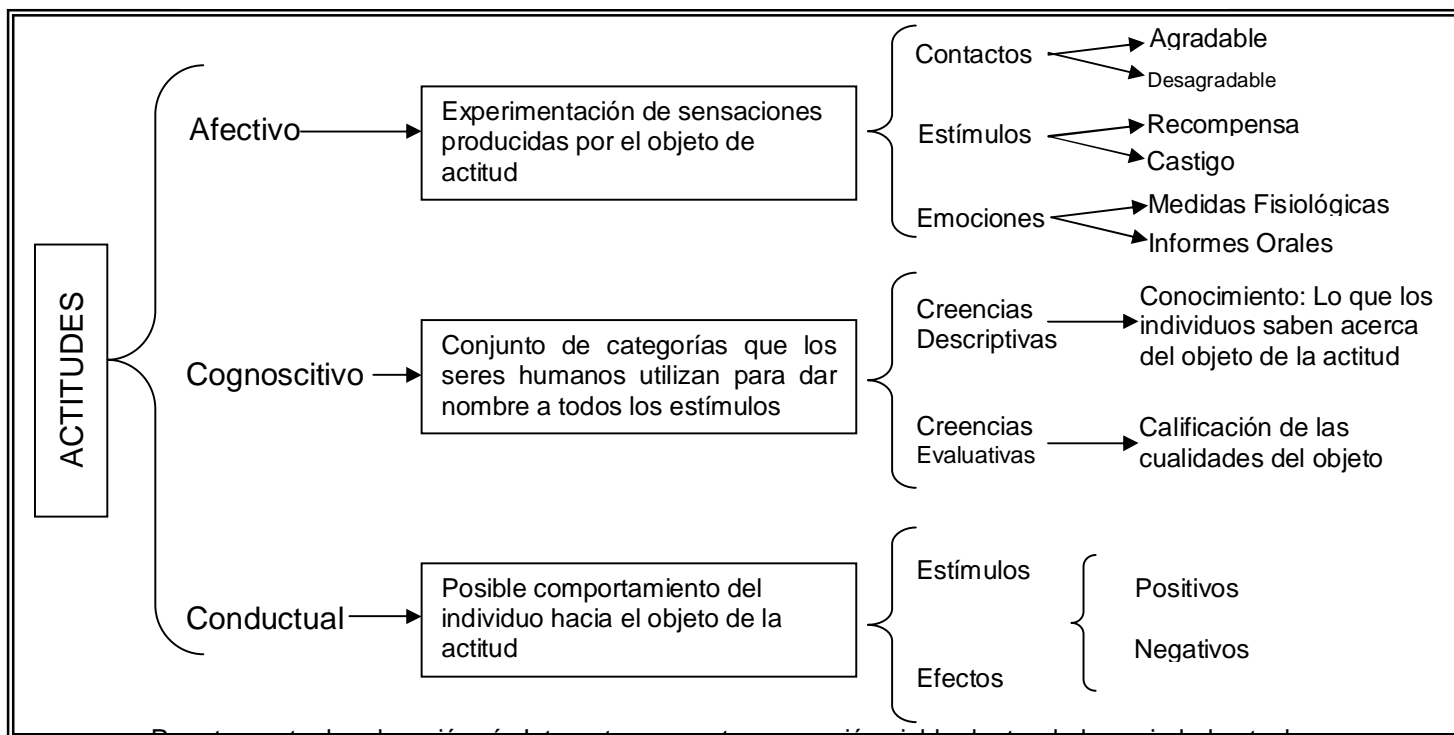 ACTITUDES
Afectivo
Experimentación de sensaciones
producidas por el objeto de
actitud
Contactos
Agradable
Desagradable
Estímulos
Recompensa
Castigo
Emociones
Medidas Fisiológicas
Informes Orales
Cognoscitivo
Conjunto de categorías que los
seres humanos utilizan para dar
nombre a todos los estímulos
Creencias
Descriptivas
Conocimiento: Lo que los
individuos saben acerca
del objeto de la actitud
Creencias
Evaluativas
Calificación de las
cualidades del objeto
Conductual
Posible comportamiento del
individuo hacia el objeto de la
actitud
Estímulos
Efectos
Positivos
Negativos